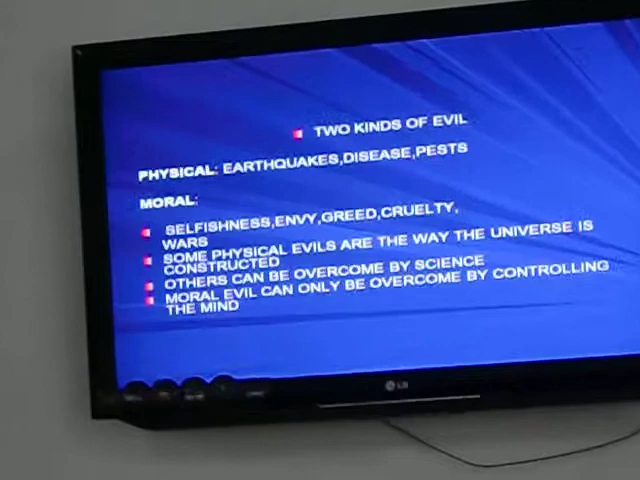 TWO KINDS OF EVIL
PHYSICAL: EARTHQUAKES,DISEASE,PESTS
MORAL:
SELFISHNESS,ENVY,GREED,CRUELTY,
WARS
SOME PHYSICAL EVILS ARE THE WAY THE UNIVERSE IS
CONSTRUCTED
OTHERS CAN BE OVERCOME BY SCIENCE
MORAL EVIL CAN ONLY BE OVERCOME BY CONTROLLING
THE MIND
LG